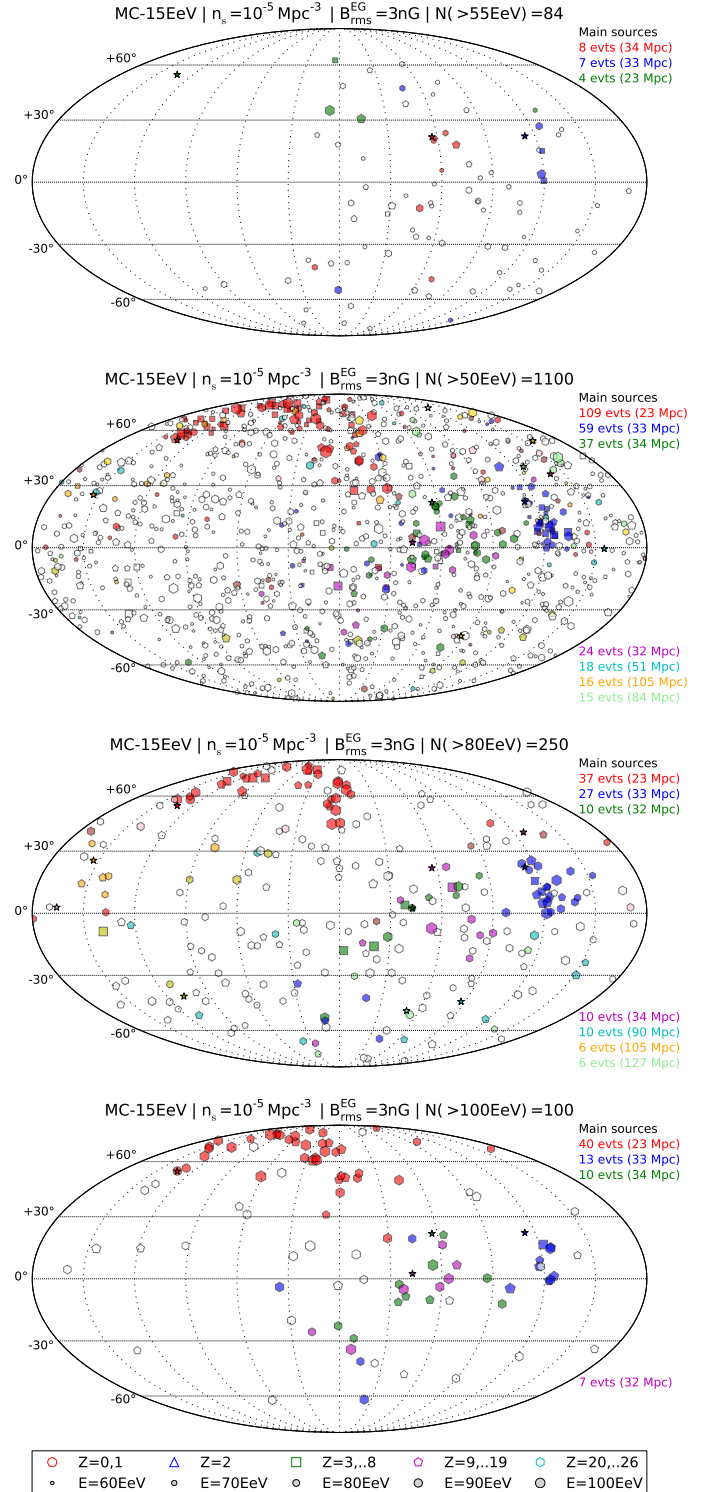 MC-15EeV | nₛ=10⁻⁵ Mpc⁻³ | Bᴱᴳrms=3nG | N( >55EeV) =84
Main sources
8 evts (34 Mpc)
7 evts (33 Mpc)
4 evts (23 Mpc)
+60°
+30°
0°
-30°
-60°
MC-15EeV | nₛ=10⁻⁵ Mpc⁻³ | Bᴱᴳrms=3nG | N( >50EeV) =1100
Main sources
109 evts (23 Mpc)
59 evts (33 Mpc)
37 evts (34 Mpc)
+60°
+30°
0°
-30°
-60°
24 evts (32 Mpc)
18 evts (51 Mpc)
16 evts (105 Mpc)
15 evts (84 Mpc)
MC-15EeV | nₛ=10⁻⁵ Mpc⁻³ | Bᴱᴳrms=3nG | N( >80EeV) =250
Main sources
37 evts (23 Mpc)
27 evts (33 Mpc)
10 evts (32 Mpc)
+60°
+30°
0°
-30°
-60°
10 evts (34 Mpc)
10 evts (90 Mpc)
6 evts (105 Mpc)
6 evts (127 Mpc)
MC-15EeV | nₛ=10⁻⁵ Mpc⁻³ | Bᴱᴳrms=3nG | N( >100EeV) =100
Main sources
40 evts (23 Mpc)
13 evts (33 Mpc)
10 evts (34 Mpc)
+60°
+30°
0°
-30°
-60°
7 evts (32 Mpc)
Z=0,1 Z=2 Z=3,..8 Z=9,..19 Z=20,..26
E=60EeV E=70EeV E=80EeV E=90EeV E=100EeV